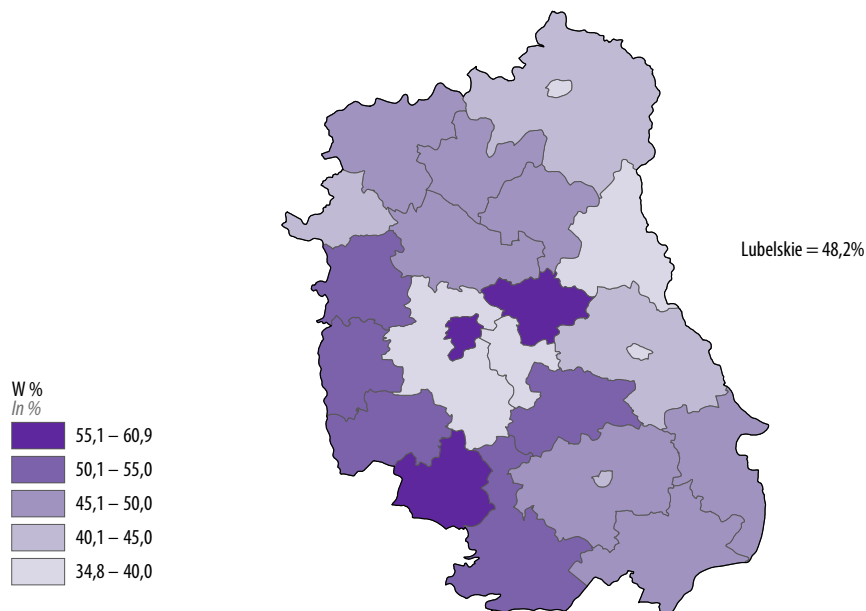 Lubelskie = 48,2%
W %
In %
55,1 – 60,9
50,1 – 55,0
45,1 – 50,0
40,1 – 45,0
34,8 – 40,0